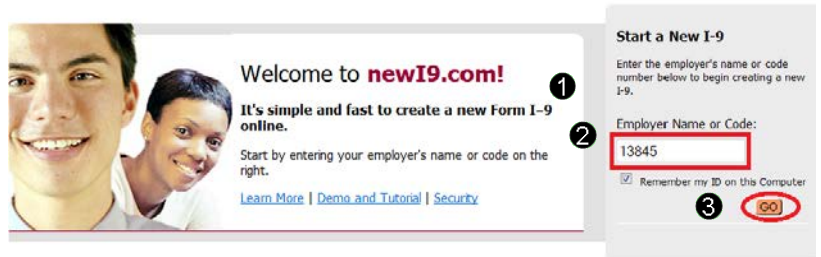 Welcome to newI9.com!
It's simple and fast to create a new Form I-9
online.
Start by entering your employer's name or code on the
right.
Learn More | Demo and Tutorial | Security
1
2
3
Start a New I-9
Enter the employer's name or code
number below to begin creating a new
I-9.
Employer Name or Code:
13845
Remember my ID on this Computer
GO